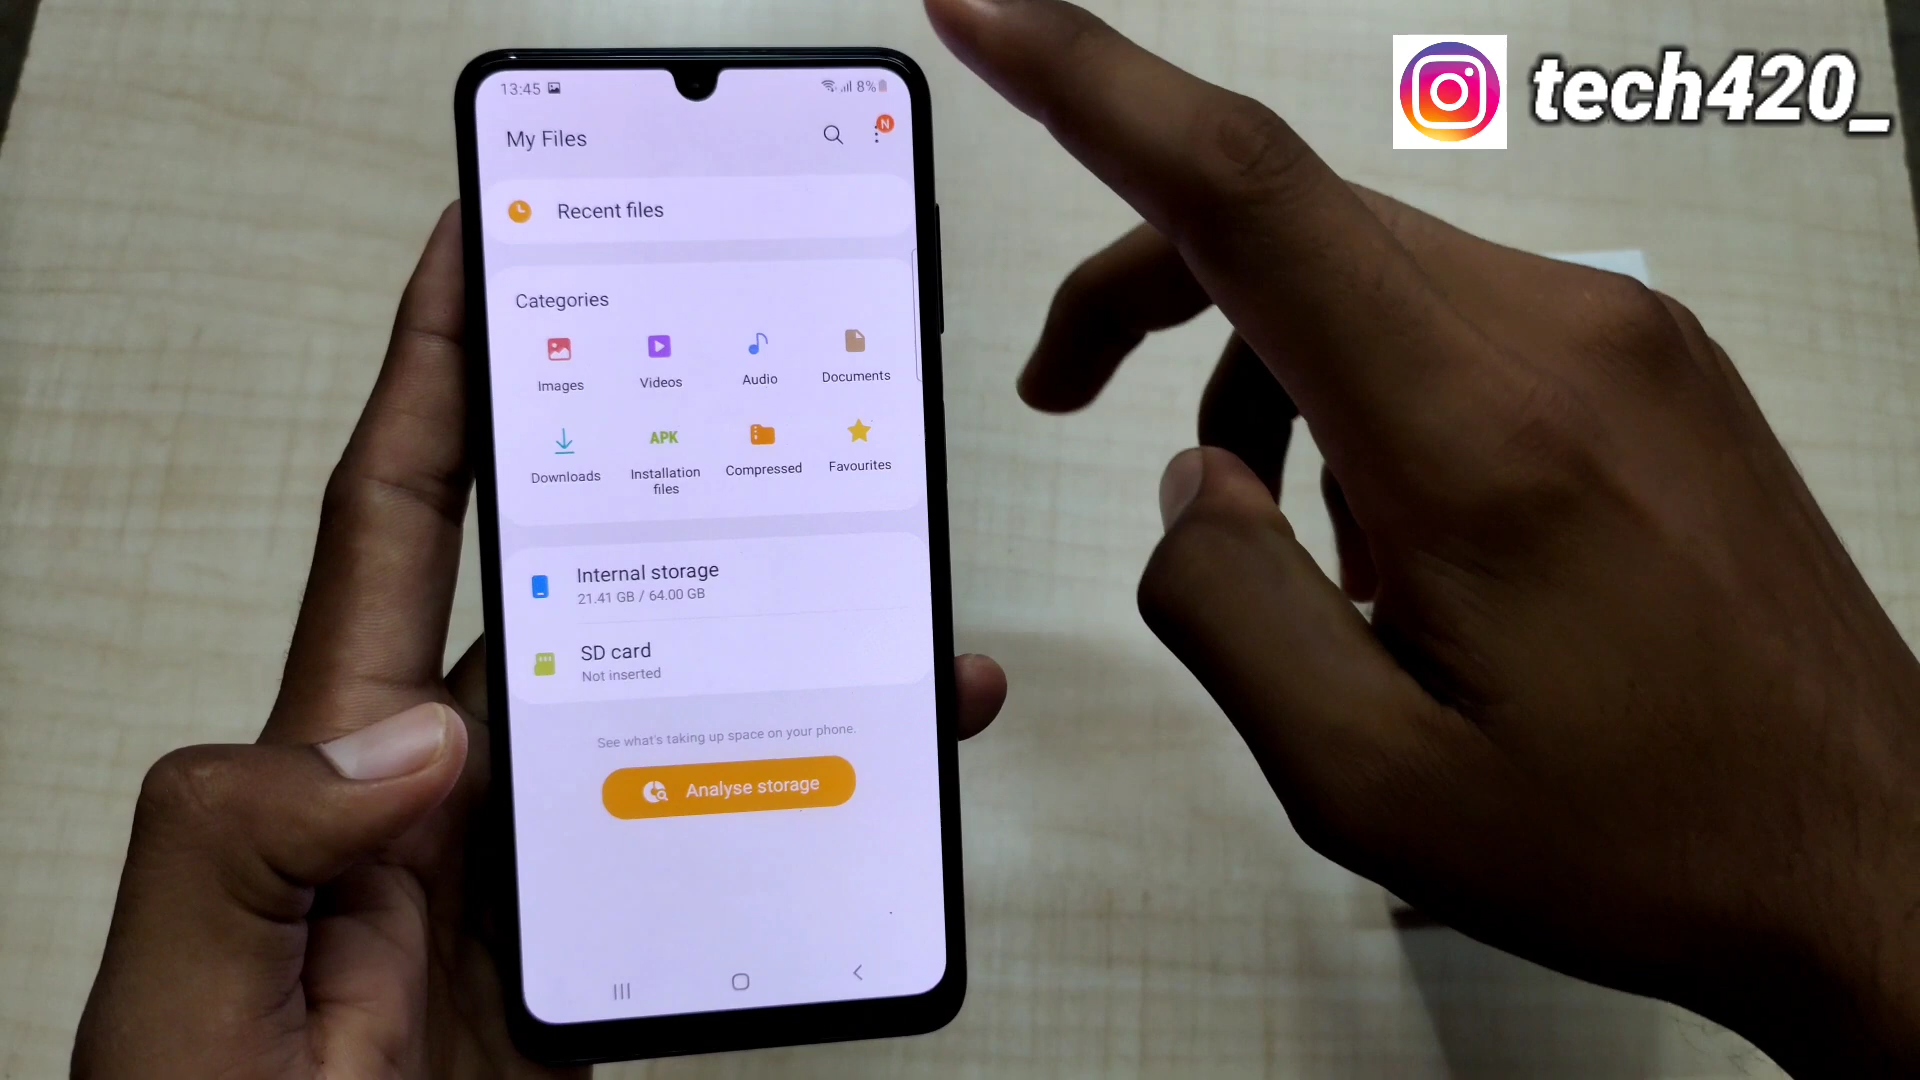 tech420_
13:45 8%
My Files
N
Recent files
Categories
Images Videos Audio Documents
APK
Downloads Installation files Compressed Favourites
Internal storage
21.41 GB / 64.00 GB
SD card
Not inserted
See what's taking up space on your phone.
Analyse storage